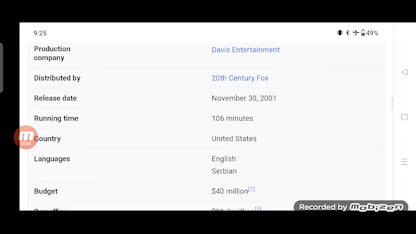 9:25
49%
Production
company
Davis Entertainment
Distributed by
20th Century Fox
Release date
November 30, 2001
Running time
106 minutes
Country
United States
Languages
English
Serbian
Budget
$40 million[1]
Recorded by Mobizen